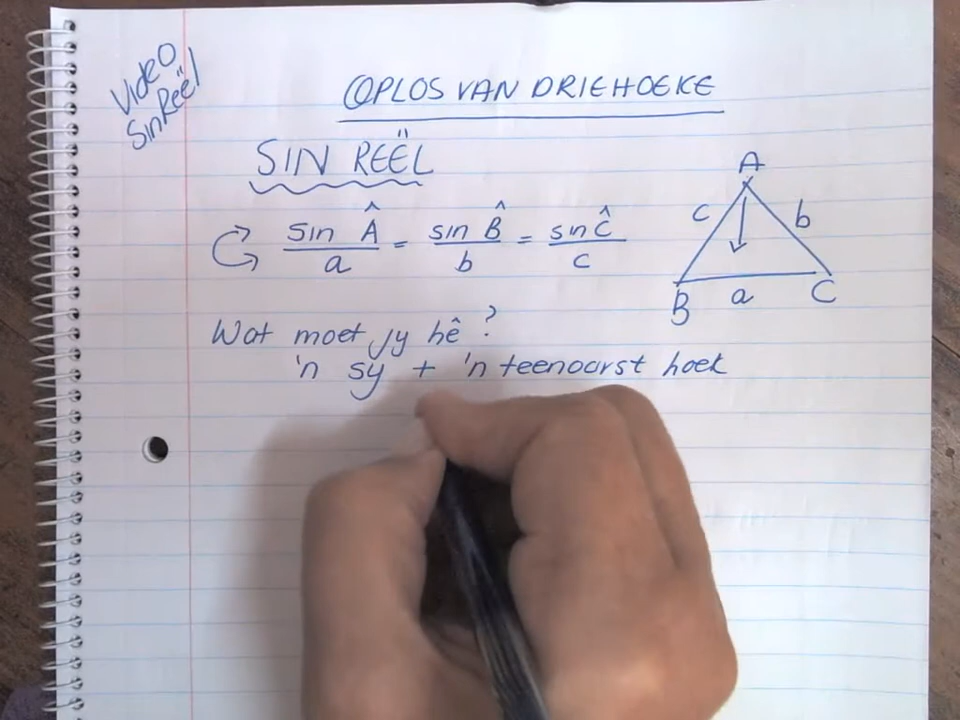 Video
SinReël
OPLOS VAN DRIEHOEKE
SIN REËL
sin Â / a = sin B̂ / b = sin Ĉ / c
A
c b
B a C
Wat moet jy hê ?
'n sy + 'n teenoorst hoek